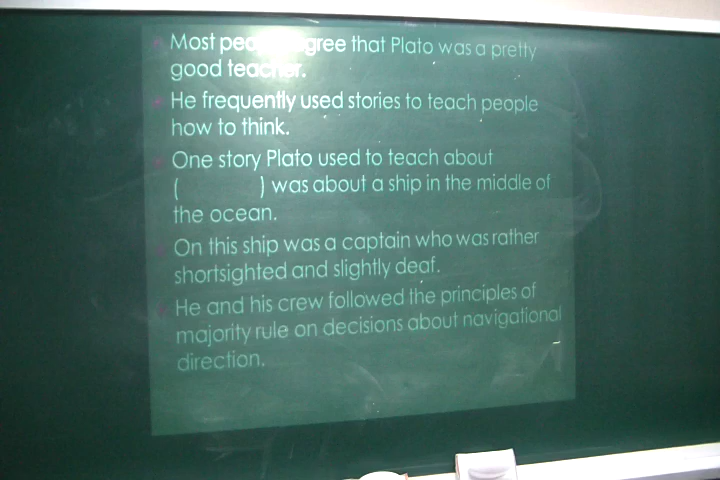 Most people agree that Plato was a pretty
good teacher.
He frequently used stories to teach people
how to think.
One story Plato used to teach about
(          ) was about a ship in the middle of
the ocean.
On this ship was a captain who was rather
shortsighted and slightly deaf.
He and his crew followed the principles of
majority rule on decisions about navigational
direction.